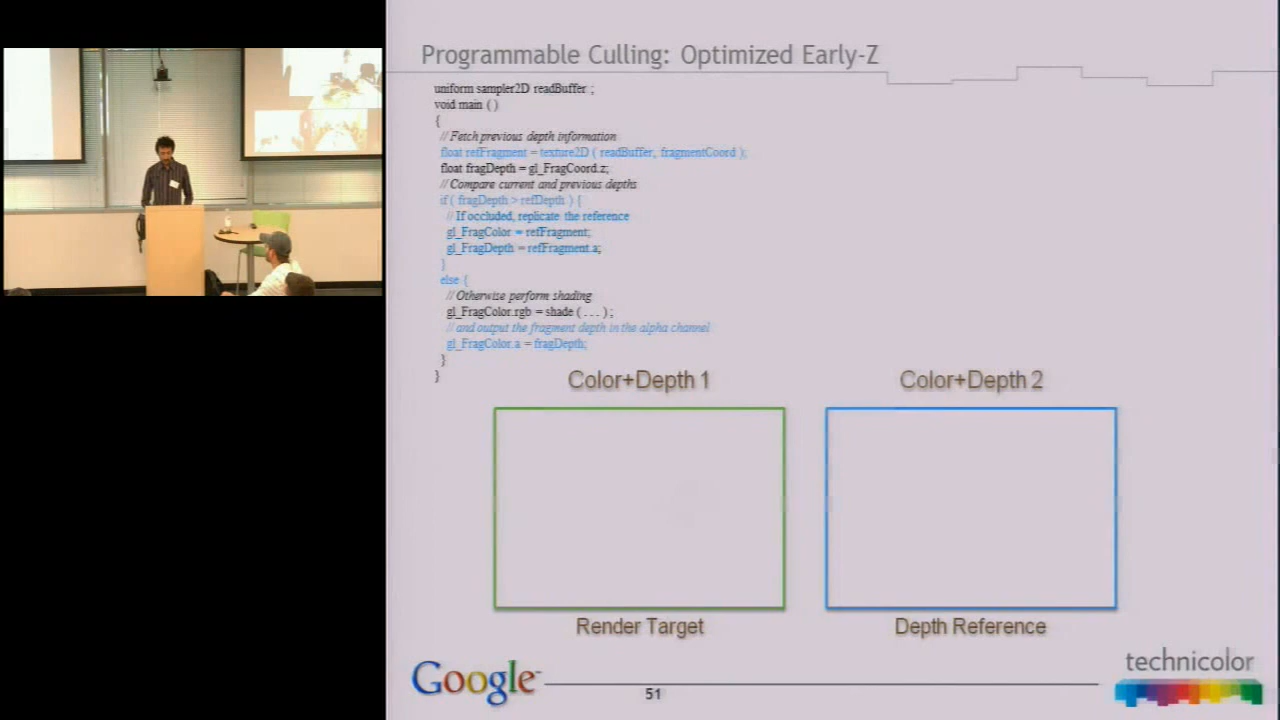 Programmable Culling: Optimized Early-Z
uniform sampler2D readBuffer ;
void main ( )
{
// Fetch previous depth information
float refFragment = texture2D ( readBuffer, fragmentCoord );
float fragDepth = gl_FragCoord.z;
// Compare current and previous depths
if ( fragDepth > refDepth ) {
// If occluded, replicate the reference
gl_FragColor = refFragment;
gl_FragDepth = refFragment.a;
}
else {
// Otherwise perform shading
gl_FragColor.rgb = shade ( . . . ) ;
// and output the fragment depth in the alpha channel
gl_FragColor.a = fragDepth;
}
}
Color+Depth 1
Color+Depth 2
Render Target
Depth Reference
Google
51
technicolor